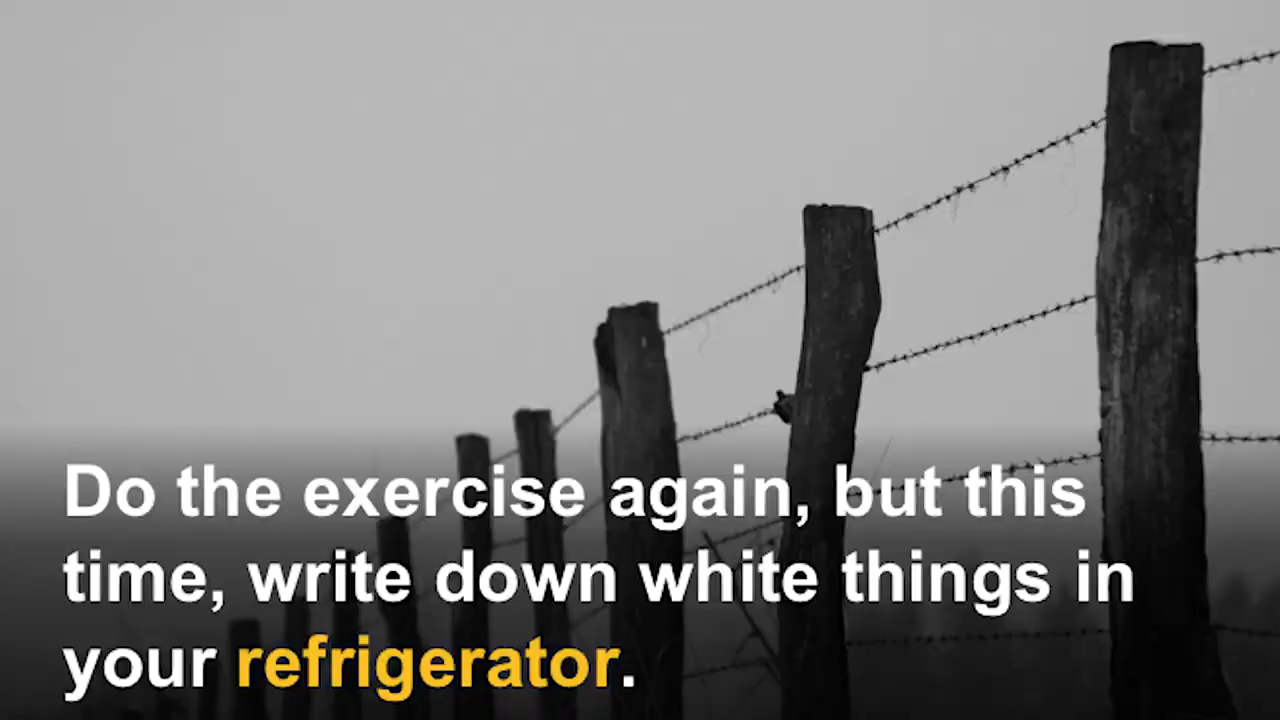 Do the exercise again, but this
time, write down white things in
your refrigerator.